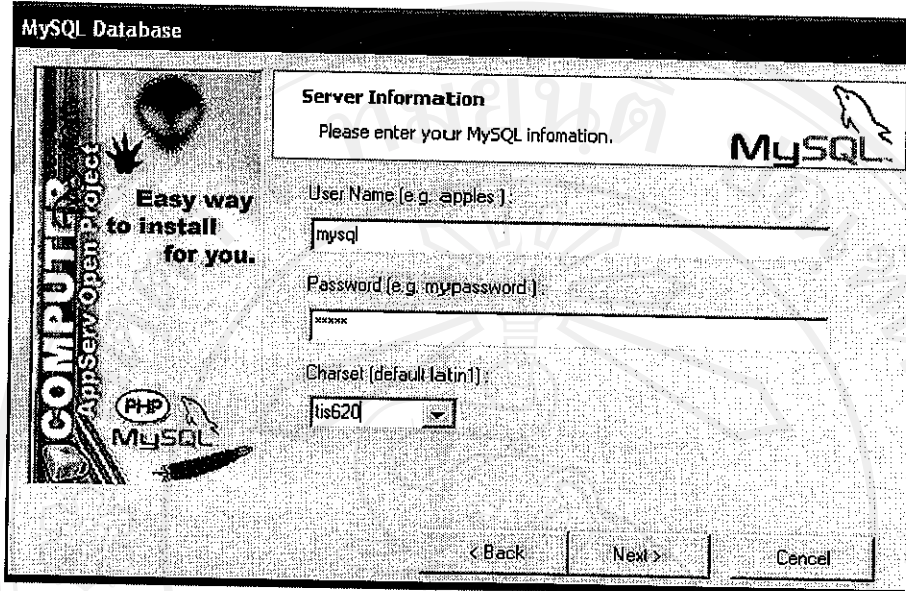 MySQL Database
Server Information
Please enter your MySQL infomation.
MySQL
COMPUTER
AppServ Open Project
Easy way
to install
for you.
User Name (e.g. apples ) :
mysql
Password (e.g. mypassword ) :
*****
Charset (default latin1) :
tis620
PHP
MySQL
< Back
Next >
Cencel